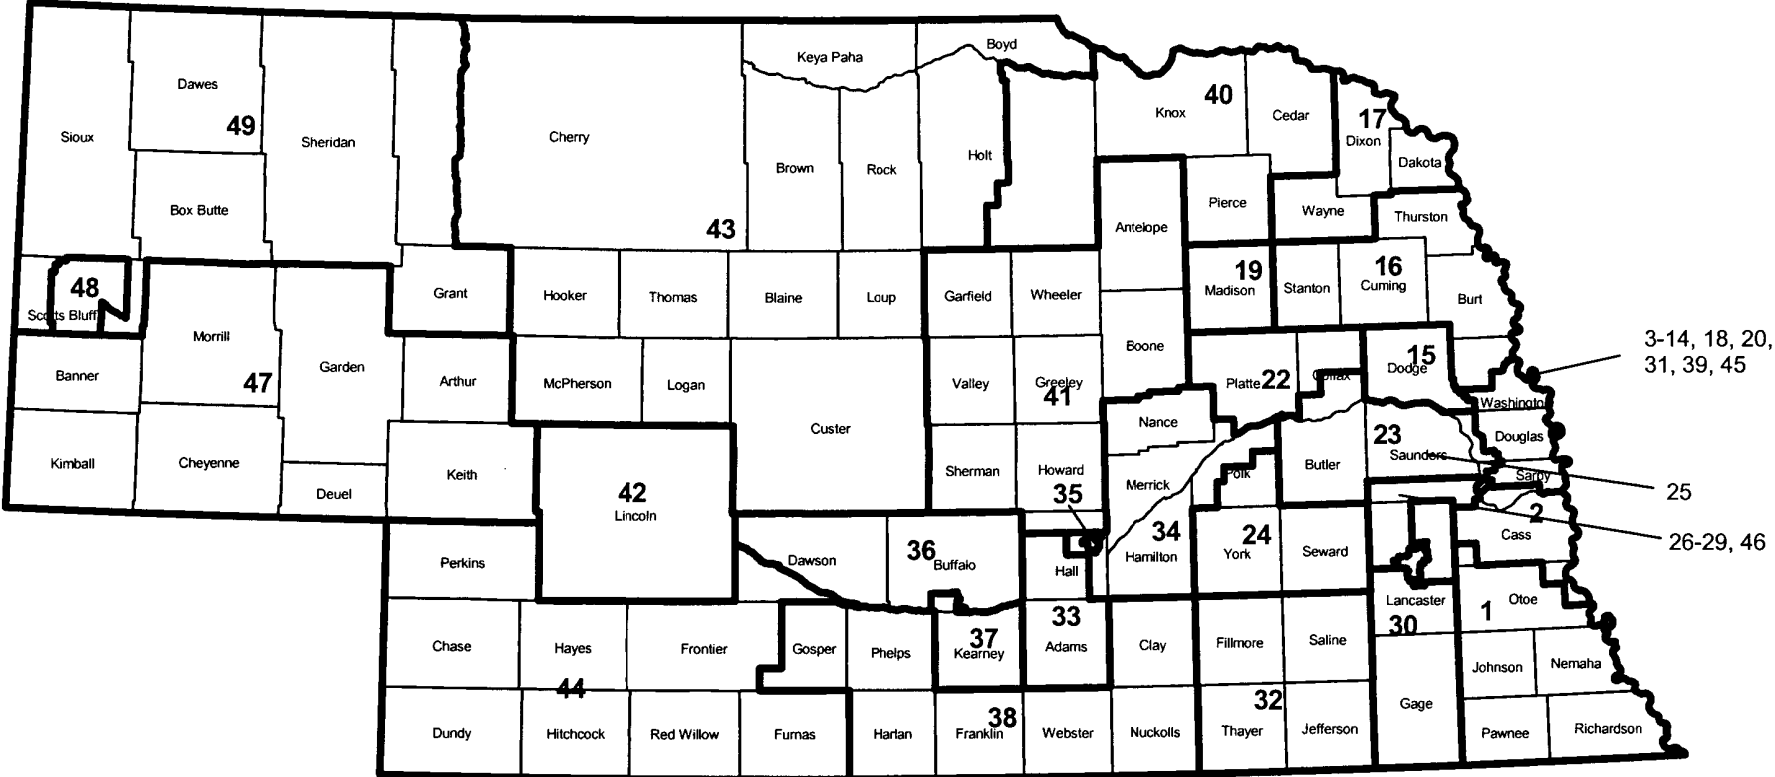 Boyd
Keya Paha
Dawes
40
Knox
Cedar
17
49
Sioux
Sheridan
Cherry
Dixon
Holt
Dakota
Brown
Rock
Box Butte
Pierce
Wayne
Thurston
43
Antelope
48
19
16
Grant
Hooker
Thomas
Blaine
Loup
Garfield
Wheeler
Madison
Stanton
Cuming
Burt
Scotts Bluff
Morrill
3-14, 18, 20,
31, 39, 45
Boone
15
Garden
Banner
47
Arthur
McPherson
Logan
Valley
Greeley
41
Platte
22
Colfax
Dodge
Washington
Nance
Custer
23
Douglas
Kimball
Cheyenne
Keith
Sherman
Howard
Merrick
Polk
Butler
Saunders
Sarpy
Deuel
42
Lincoln
35
25
2
34
24
Cass
26-29, 46
Perkins
Dawson
36
Buffalo
Hall
Hamilton
York
Seward
Lancaster
30
1
Otoe
33
Chase
Hayes
Frontier
Gosper
Phelps
37
Kearney
Adams
Clay
Fillmore
Saline
Johnson
Nemaha
44
38
32
Gage
Dundy
Hitchcock
Red Willow
Furnas
Harlan
Franklin
Webster
Nuckolls
Thayer
Jefferson
Pawnee
Richardson